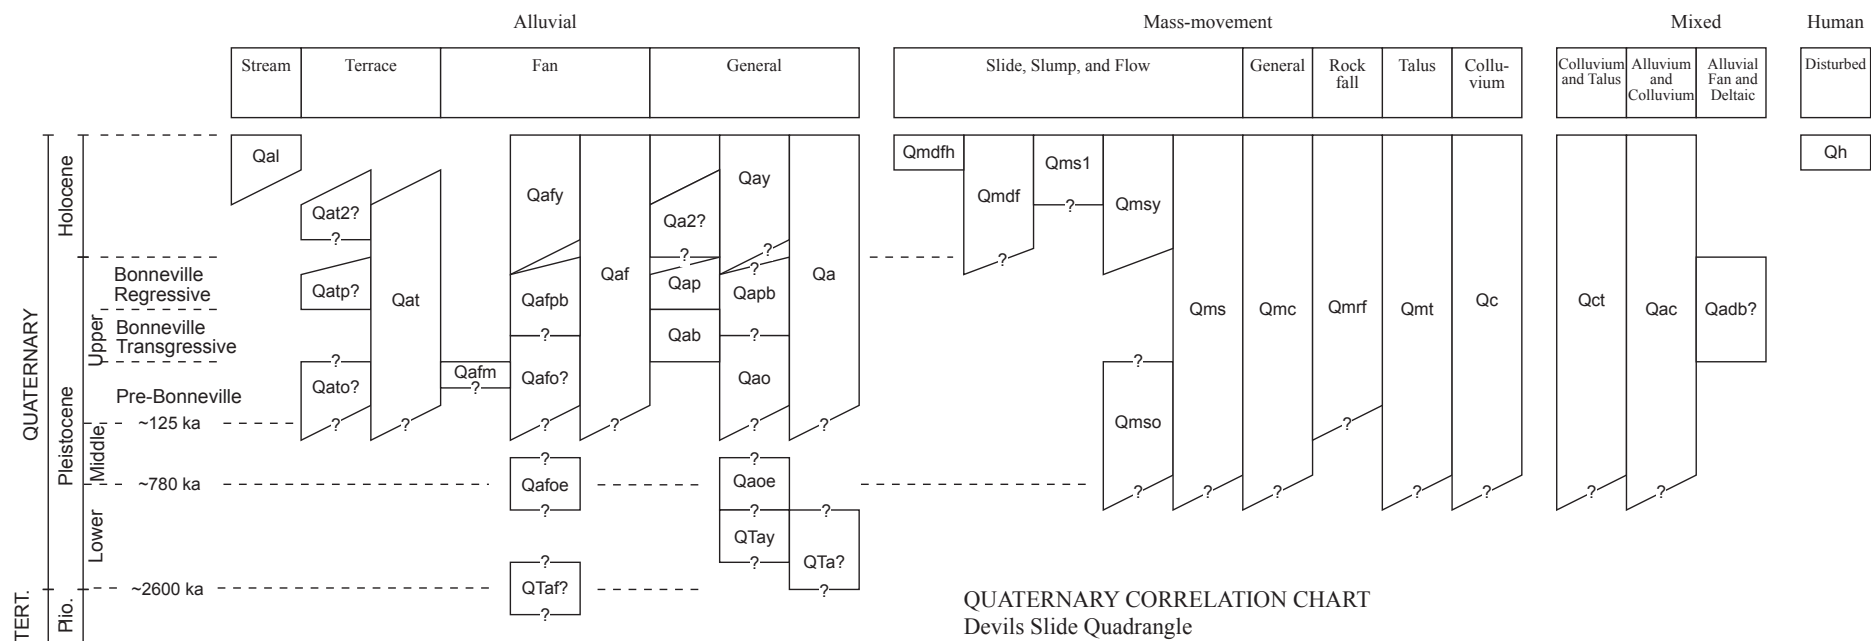 Alluvial
Mass-movement
Mixed
Human
Stream
Terrace
Fan
General
Slide, Slump, and Flow
General
Rock
fall
Talus
Collu-
vium
Colluvium
and Talus
Alluvium
and
Colluvium
Alluvial
Fan and
Deltaic
Disturbed
QUATERNARY
TERT.
Holocene
Pleistocene
Plio.
Upper
Middle
Lower
Bonneville
Regressive
Bonneville
Transgressive
Pre-Bonneville
~125 ka
~780 ka
~2600 ka
Qal
Qat2?
?
Qatp?
?
Qato?
?
Qat
?
Qafm
?
Qafy
Qafpb
?
Qafo?
?
?
Qafoe
?
?
QTaf?
?
Qaf
?
Qa2?
?
Qap
Qab
Qay
?
?
Qapb
?
Qao
?
?
Qaoe
?
QTay
?
Qa
?
?
QTa?
?
Qmdfh
Qmdf
?
Qms1
?
Qmsy
?
Qmso
?
Qms
?
Qmc
?
Qmrf
?
Qmt
?
Qc
?
Qct
?
Qac
?
Qadb?
Qh
QUATERNARY CORRELATION CHART
Devils Slide Quadrangle